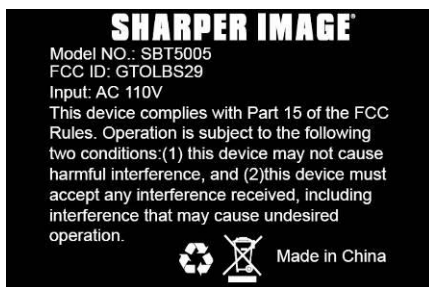 SHARPER IMAGE®
Model NO.: SBT5005
FCC ID: GTOLBS29
Input: AC 110V
This device complies with Part 15 of the FCC
Rules. Operation is subject to the following
two conditions:(1) this device may not cause
harmful interference, and (2)this device must
accept any interference received, including
interference that may cause undesired
operation.
Made in China